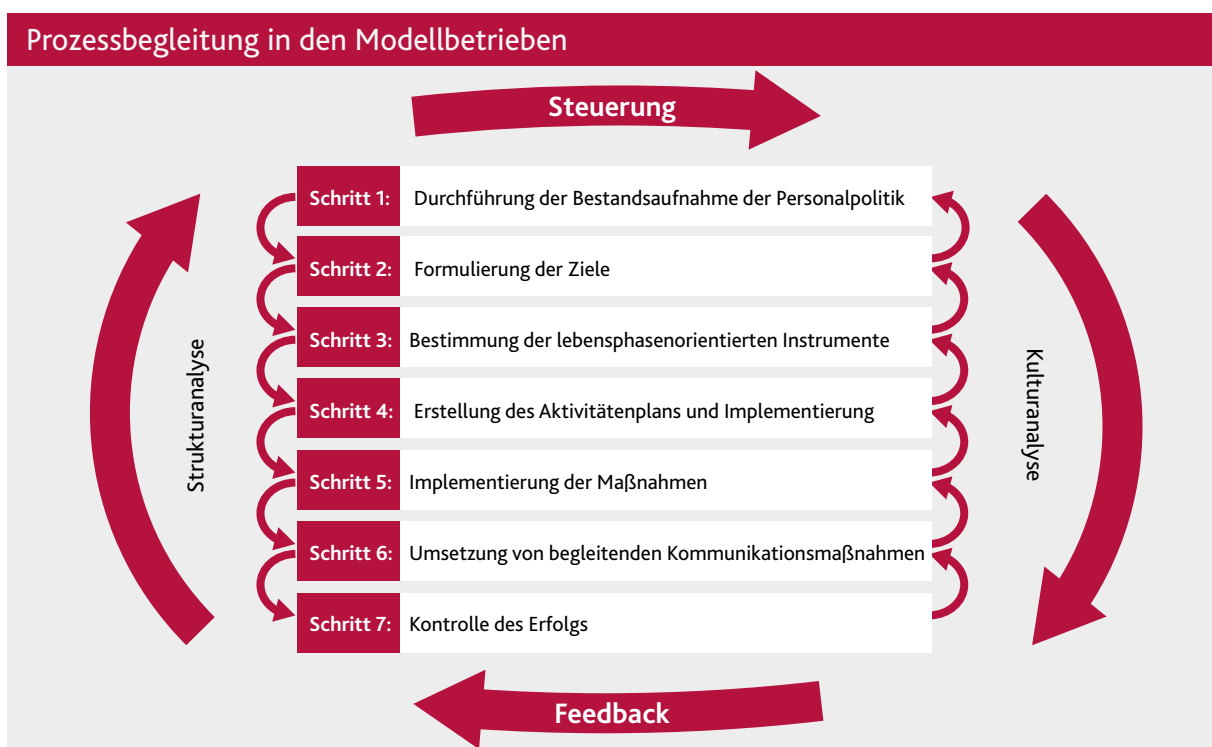 Prozessbegleitung in den Modellbetrieben
Steuerung
Strukturanalyse
Schritt 1: Durchführung der Bestandsaufnahme der Personalpolitik
Schritt 2: Formulierung der Ziele
Schritt 3: Bestimmung der lebensphasenorientierten Instrumente
Schritt 4: Erstellung des Aktivitätenplans und Implementierung
Schritt 5: Implementierung der Maßnahmen
Schritt 6: Umsetzung von begleitenden Kommunikationsmaßnahmen
Schritt 7: Kontrolle des Erfolgs
Kulturanalyse
Feedback